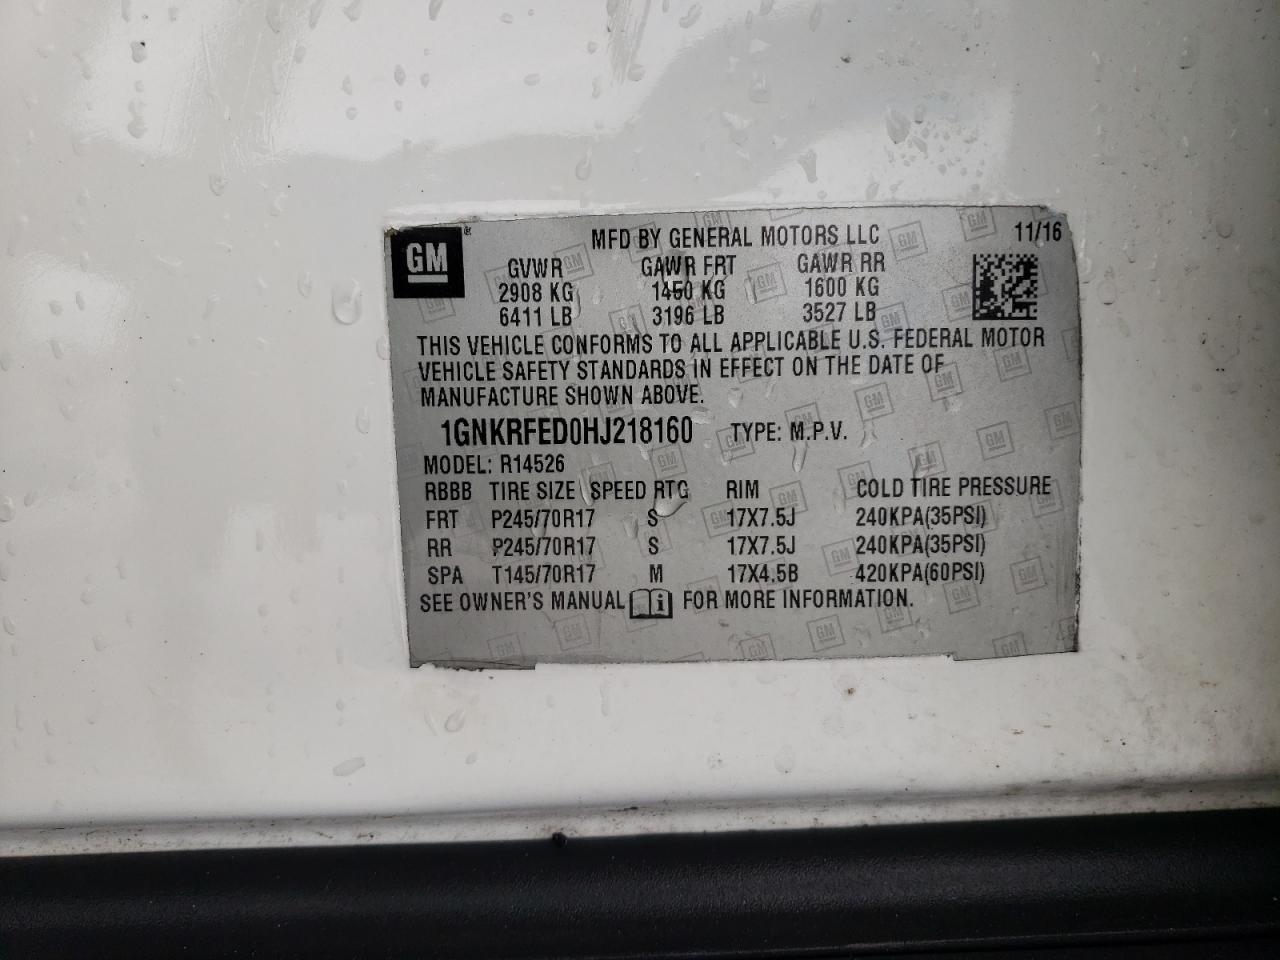 GM
MFD BY GENERAL MOTORS LLC 11/16
GVWR GAWR FRT GAWR RR
2908 KG 1450 KG 1600 KG
6411 LB 3196 LB 3527 LB
THIS VEHICLE CONFORMS TO ALL APPLICABLE U.S. FEDERAL MOTOR
VEHICLE SAFETY STANDARDS IN EFFECT ON THE DATE OF
MANUFACTURE SHOWN ABOVE.
1GNKRFED0HJ218160 TYPE: M.P.V.
MODEL: R14526
RBBB TIRE SIZE SPEED RTG RIM COLD TIRE PRESSURE
FRT P245/70R17 S 17X7.5J 240KPA(35PSI)
RR P245/70R17 S 17X7.5J 240KPA(35PSI)
SPA T145/70R17 M 17X4.5B 420KPA(60PSI)
SEE OWNER'S MANUAL FOR MORE INFORMATION.